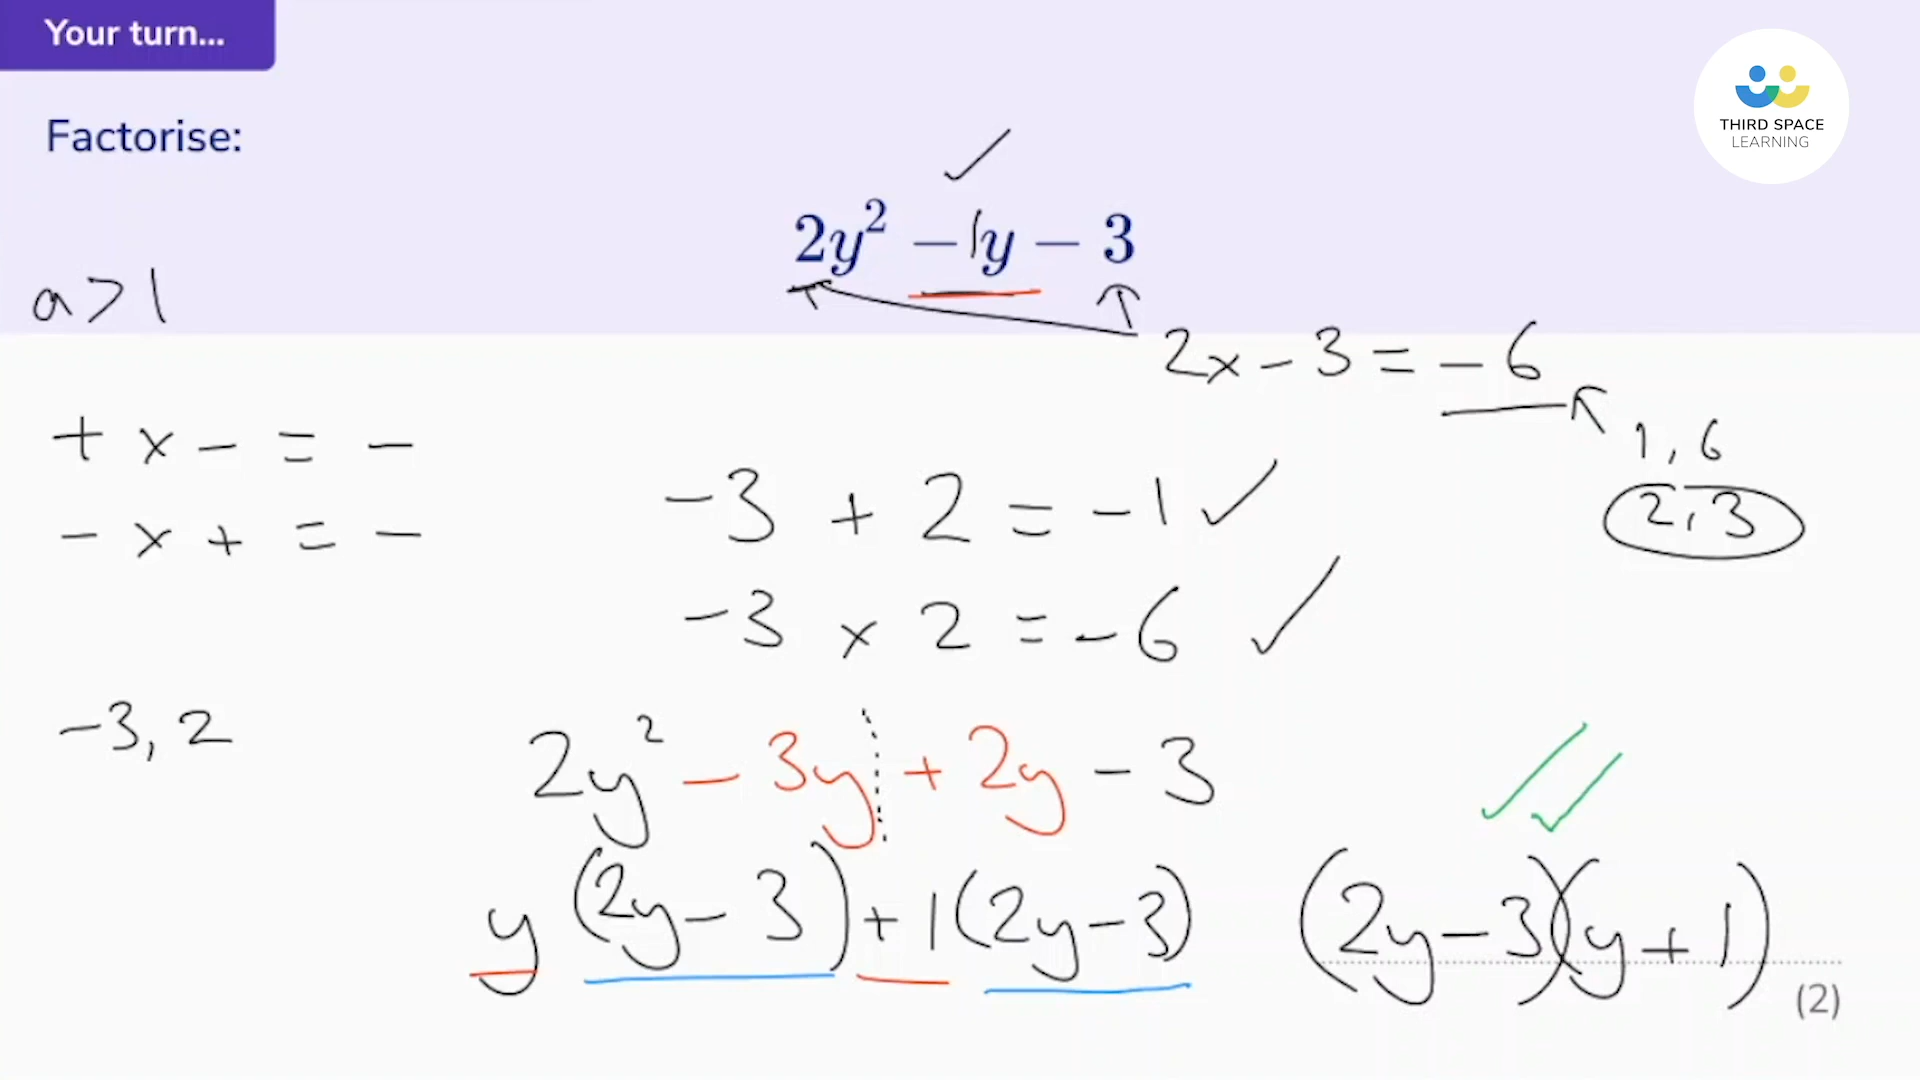 Your turn...
THIRD SPACE
LEARNING
Factorise:
2y² – 1y – 3
a > 1
2 x – 3 = – 6
1, 6
2, 3
+ x – = –
– x + = –
–3 + 2 = –1 ✓
–3 x 2 = –6 ✓
–3, 2
2y² – 3y + 2y – 3
y (2y – 3) + 1(2y – 3)
(2y – 3)(y + 1)
(2)